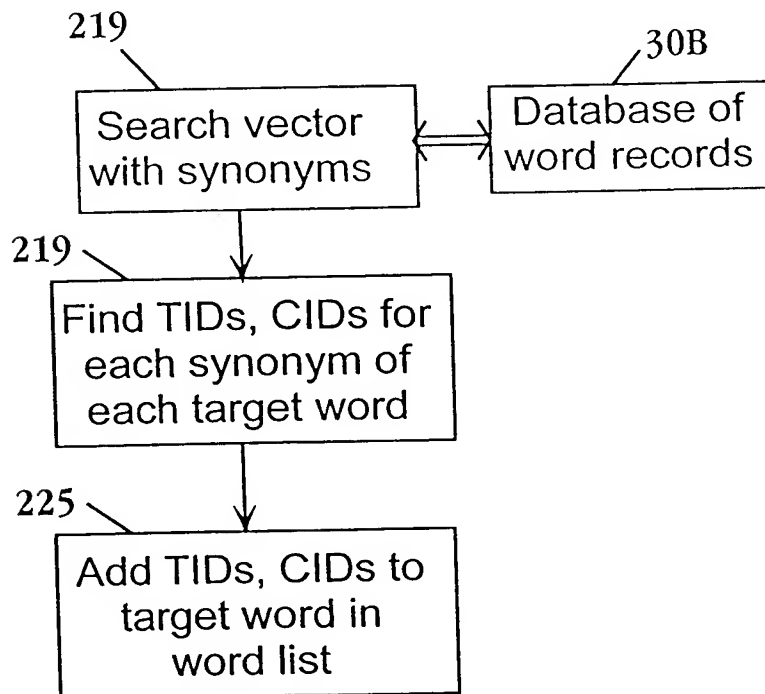 219
30B
Search vector
with synonyms
Database of
word records
219
Find TIDs, CIDs for
each synonym of
each target word
225
Add TIDs, CIDs to
target word in
word list